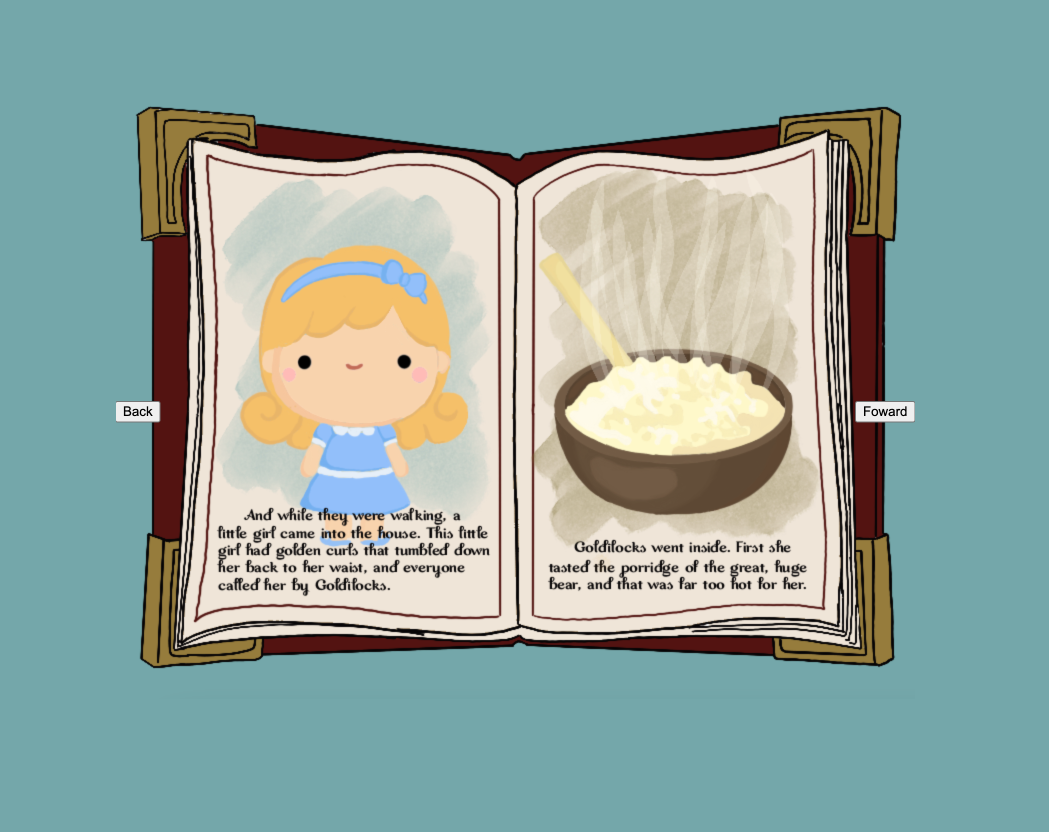 And while they were walking, a
little girl came into the house. This little
girl had golden curls that tumbled down
her back to her waist, and everyone
called her by Goldilocks.
Goldilocks went inside. First she
tasted the porridge of the great, huge
bear, and that was far too hot for her.
Back
Foward